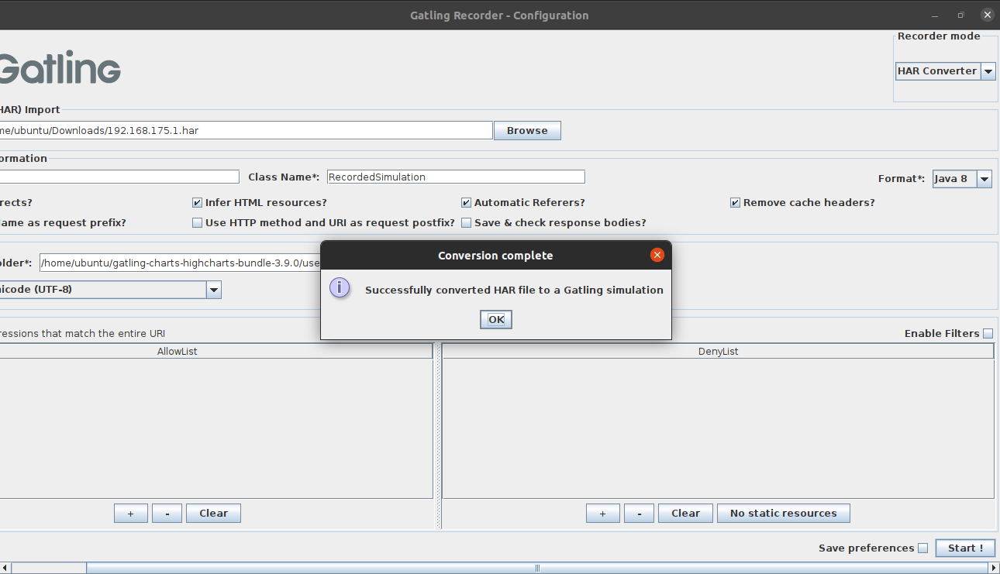 Gatling Recorder - Configuration
Recorder mode
Gatling
HAR Converter
HAR) Import
me/ubuntu/Downloads/192.168.175.1.har
Browse
ormation
Class Name*:
RecordedSimulation
Format*:
Java 8
rects?
Infer HTML resources?
Automatic Referers?
Remove cache headers?
lame as request prefix?
Use HTTP method and URI as request postfix?
Save & check response bodies?
Conversion complete
older*:
/home/ubuntu/gatling-charts-highcharts-bundle-3.9.0/use
nicode (UTF-8)
Successfully converted HAR file to a Gatling simulation
OK
ressions that match the entire URI
Enable Filters
AllowList
DenyList
+
-
Clear
+
-
Clear
No static resources
Save preferences
Start !